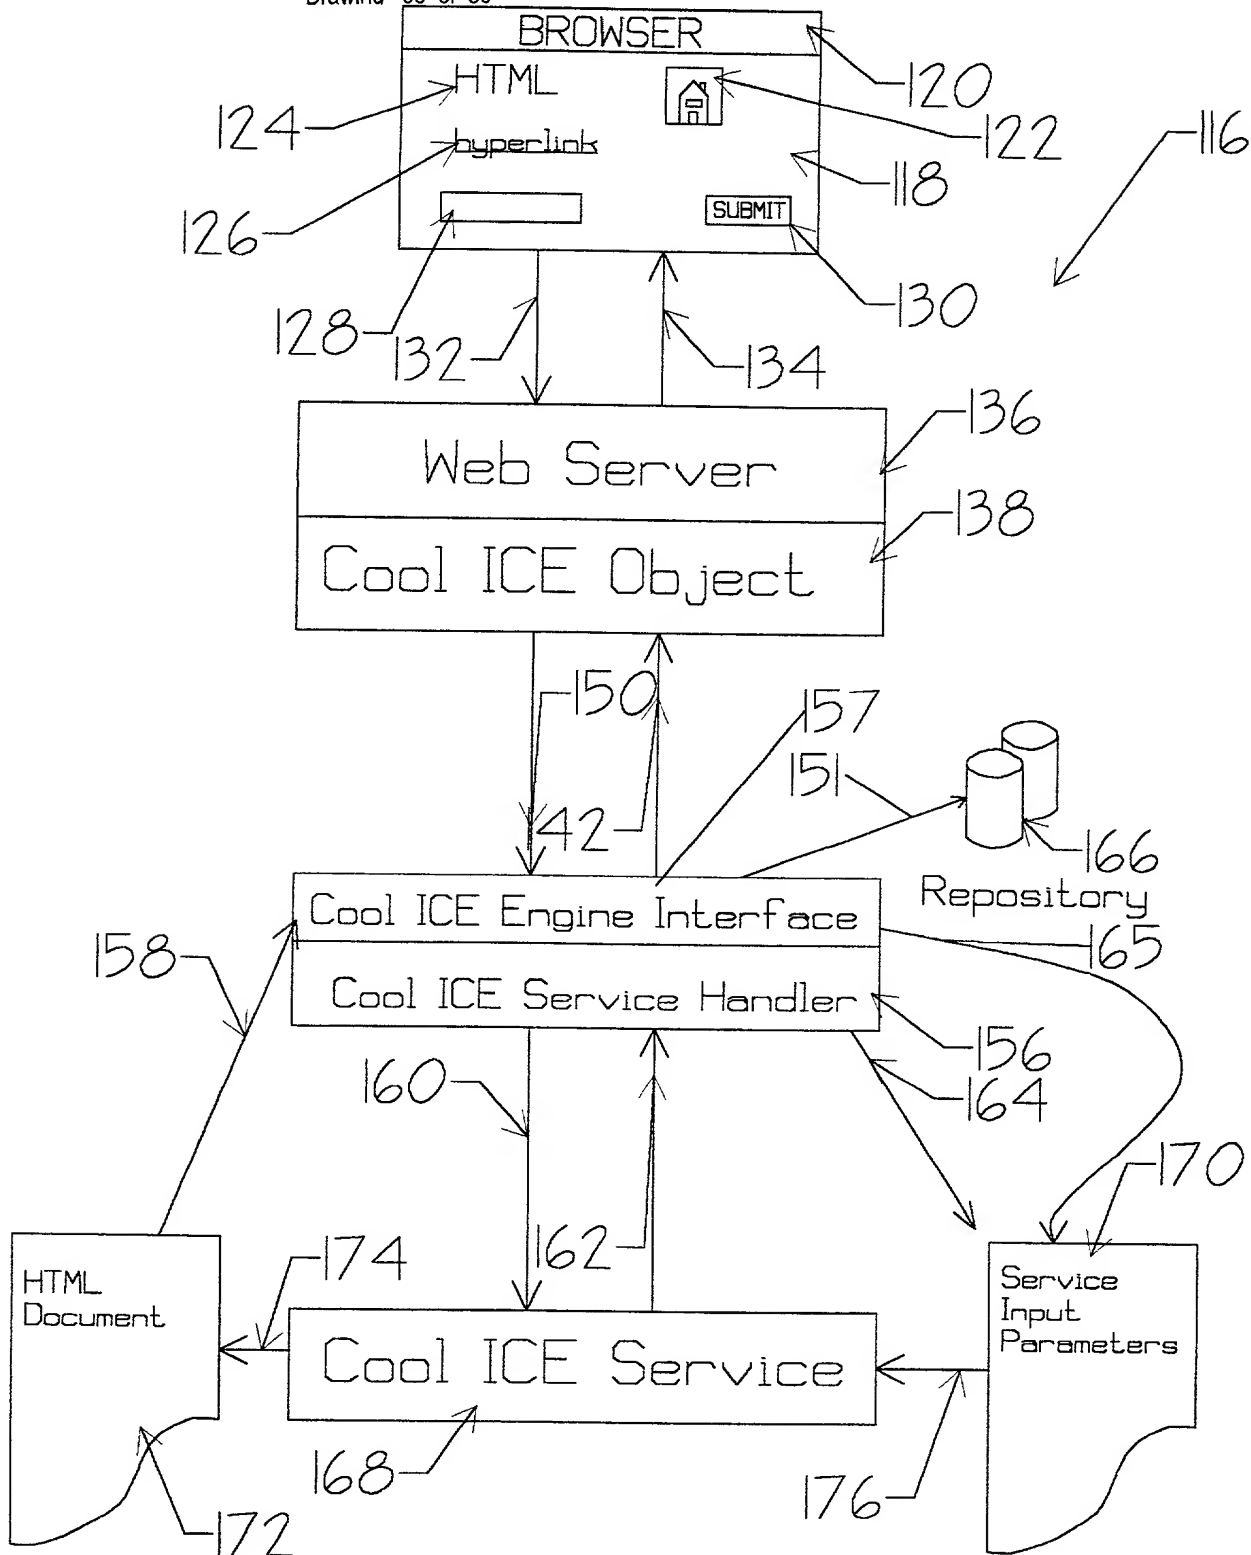 BROWSER
HTML
120
124
122
116
hyperlink
118
SUBMIT
126
130
128
132
134
136
Web Server
138
Cool ICE Object
150
157
151
42
166
Repository
Cool ICE Engine Interface
158
165
Cool ICE Service Handler
156
160
164
170
162
174
HTML
Document
Service
Input
Parameters
Cool ICE Service
168
176
172